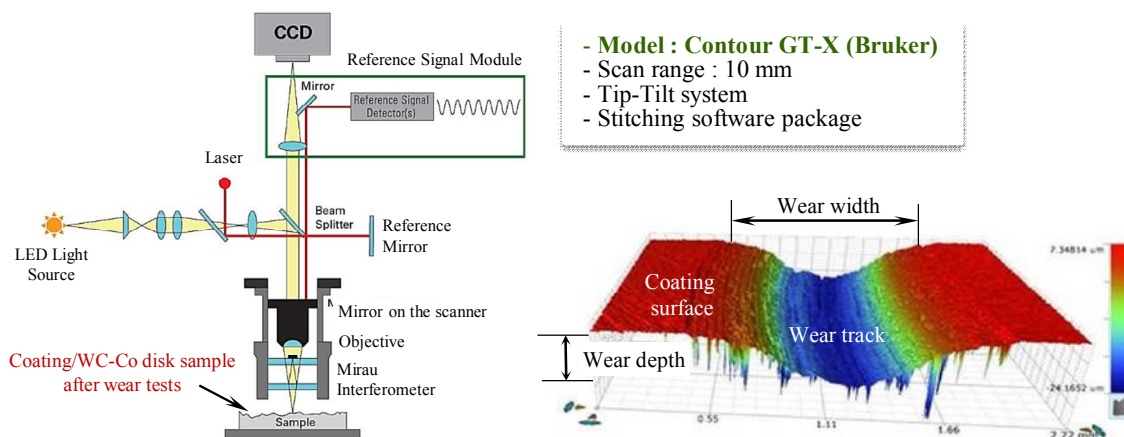 CCD
Reference Signal Module
Mirror
Reference Signal
Detector(s)
Laser
Beam
Splitter
Reference
Mirror
LED Light
Source
Mirror on the scanner
Objective
Mirau
Interferometer
Coating/WC-Co disk sample
after wear tests
Sample
- Model : Contour GT-X (Bruker)
- Scan range : 10 mm
- Tip-Tilt system
- Stitching software package
Wear width
7.34814 um
Coating
surface
Wear track
Wear depth
-24.1652 um
0.55
1.11
1.66
2.22 mm